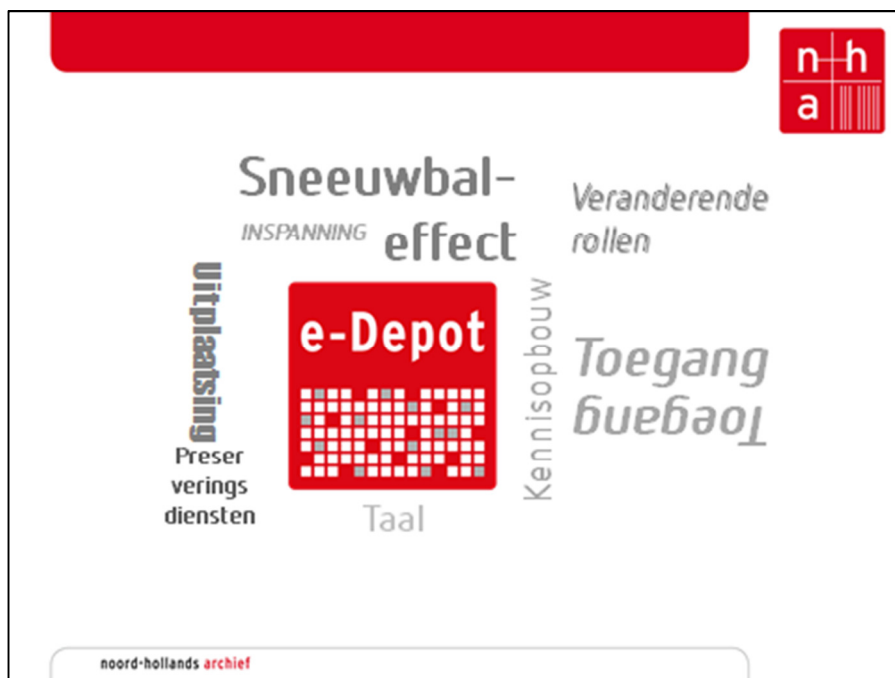 n h
a
Sneeuwbal-
effect
INSPANNING
Veranderende
rollen
Uitplaatsing
e-Depot
Kennisopbouw
Toegang
Toegang
Preser
verings
diensten
Taal
noord-hollands archief